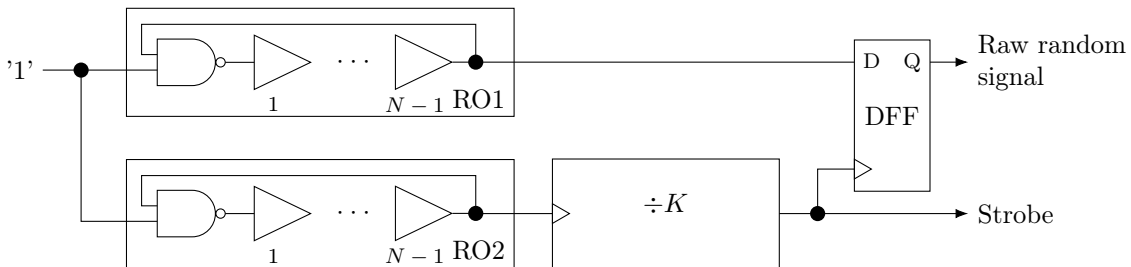 '1'
1
· · ·
N − 1
RO1
D
Q
DFF
Raw random
signal
1
· · ·
N − 1
RO2
÷K
Strobe